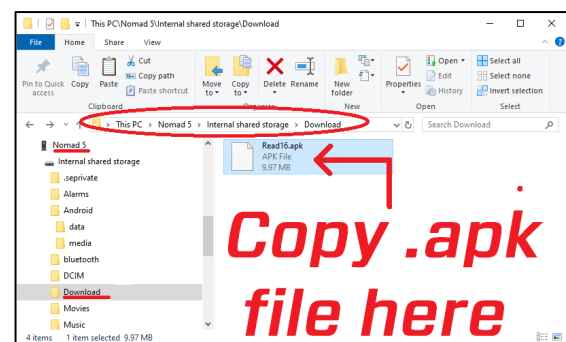 This PC\Nomad 5\Internal shared storage\Download
File Home Share View
Pin to Quick access
Copy
Paste
Cut
Copy path
Paste shortcut
Move to
Copy to
Delete
Rename
New folder
Properties
Open
Edit
History
Select all
Select none
Invert selection
Clipboard
Organize
New
Open
Select
This PC > Nomad 5 > Internal shared storage > Download
Search Download
Nomad 5
Internal shared storage
.seprivate
Alarms
Android
data
media
bluetooth
DCIM
Download
Movies
Music
Read16.apk
APK File
9.97 MB
Copy .apk
file here
4 items 1 item selected 9.97 MB